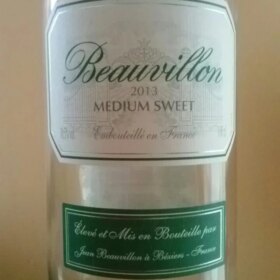 Beauvillon
2013
MEDIUM SWEET
Embouteillé en France
Elevé et Mis en Bouteille par
Jean Beauvillon à Béziers - France